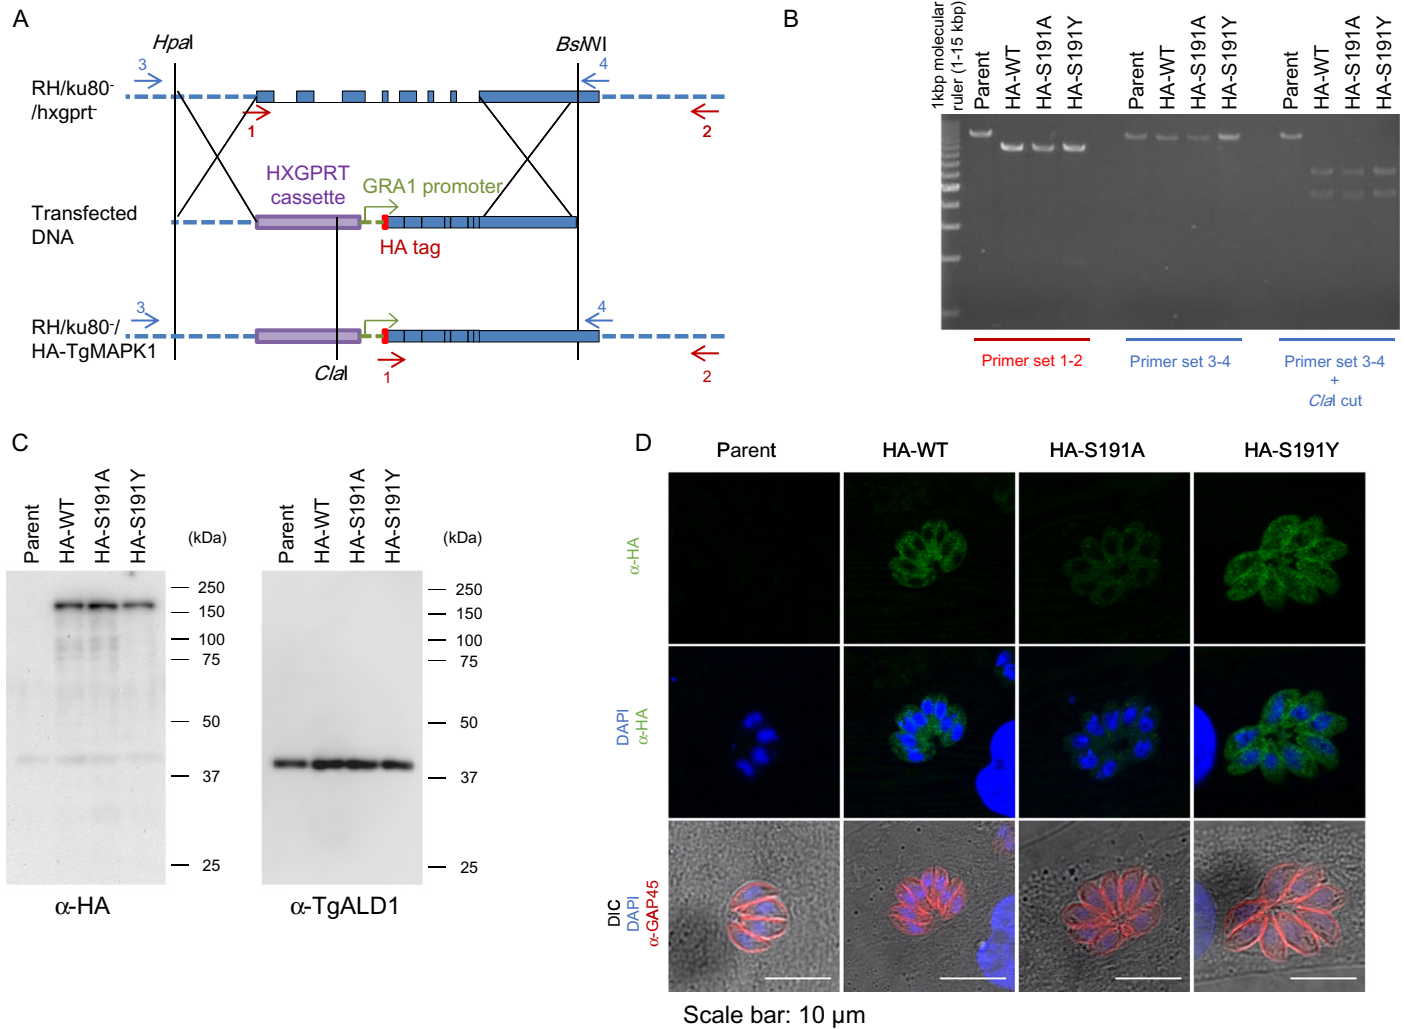 A
HpaI
BsiWI
3
4
RH/ku80-
/hxgprt-
1
2
HXGPRT
cassette
GRA1 promoter
Transfected
DNA
HA tag
3
4
RH/ku80-/
HA-TgMAPK1
ClaI
1
2
B
1kbp molecular
ruler (1-15 kbp)
Parent
HA-WT
HA-S191A
HA-S191Y
Parent
HA-WT
HA-S191A
HA-S191Y
Parent
HA-WT
HA-S191A
HA-S191Y
Primer set 1-2
Primer set 3-4
Primer set 3-4
+
ClaI cut
C
Parent
HA-WT
HA-S191A
HA-S191Y
(kDa)
250
150
100
75
50
37
25
α-HA
Parent
HA-WT
HA-S191A
HA-S191Y
(kDa)
250
150
100
75
50
37
25
α-TgALD1
D
Parent
HA-WT
HA-S191A
HA-S191Y
α-HA
DAPI
α-HA
DIC
DAPI
α-GAP45
Scale bar: 10 µm